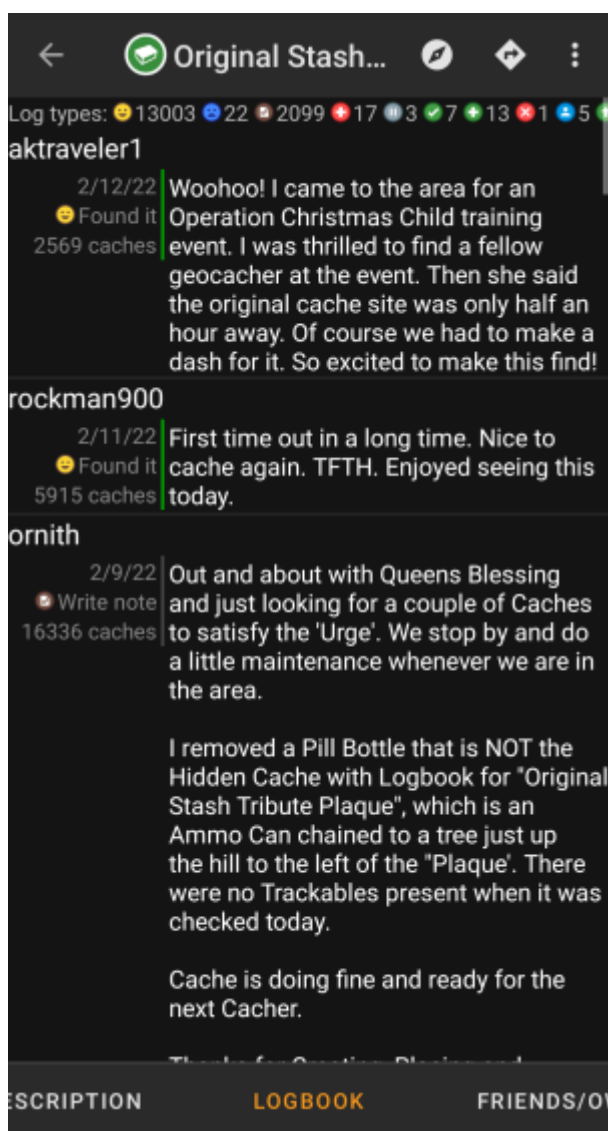 Original Stash...
Log types: 13003 22 2099 17 3 7 13 1 5
aktraveler1
2/12/22
Found it
2569 caches
Woohoo! I came to the area for an
Operation Christmas Child training
event. I was thrilled to find a fellow
geocacher at the event. Then she said
the original cache site was only half an
hour away. Of course we had to make a
dash for it. So excited to make this find!
rockman900
2/11/22
Found it
5915 caches
First time out in a long time. Nice to
cache again. TFTH. Enjoyed seeing this
today.
ornith
2/9/22
Write note
16336 caches
Out and about with Queens Blessing
and just looking for a couple of Caches
to satisfy the 'Urge'. We stop by and do
a little maintenance whenever we are in
the area.
I removed a Pill Bottle that is NOT the
Hidden Cache with Logbook for "Original
Stash Tribute Plaque", which is an
Ammo Can chained to a tree just up
the hill to the left of the "Plaque'. There
were no Trackables present when it was
checked today.
Cache is doing fine and ready for the
next Cacher.
ESCRIPTION
LOGBOOK
FRIENDS/OW